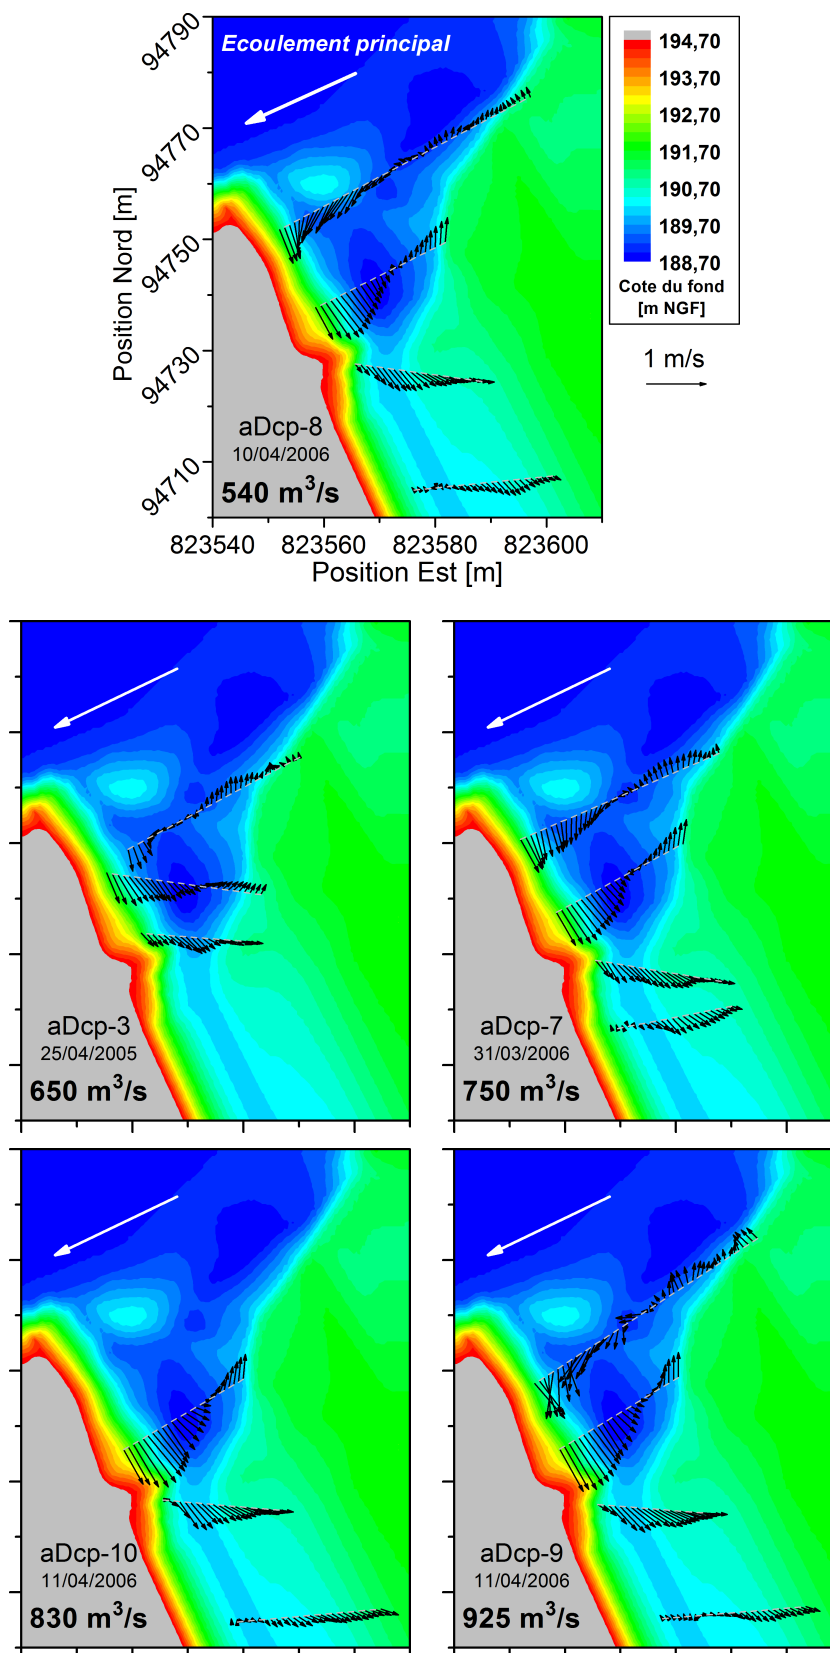 Ecoulement principal
94790
94770
94750
94730
94710
Position Nord [m]
823540 823560 823580 823600
Position Est [m]
194,70
193,70
192,70
191,70
190,70
189,70
188,70
Cote du fond
[m NGF]
1 m/s
aDcp-8
10/04/2006
540 m³/s
aDcp-3
25/04/2005
650 m³/s
aDcp-7
31/03/2006
750 m³/s
aDcp-10
11/04/2006
830 m³/s
aDcp-9
11/04/2006
925 m³/s